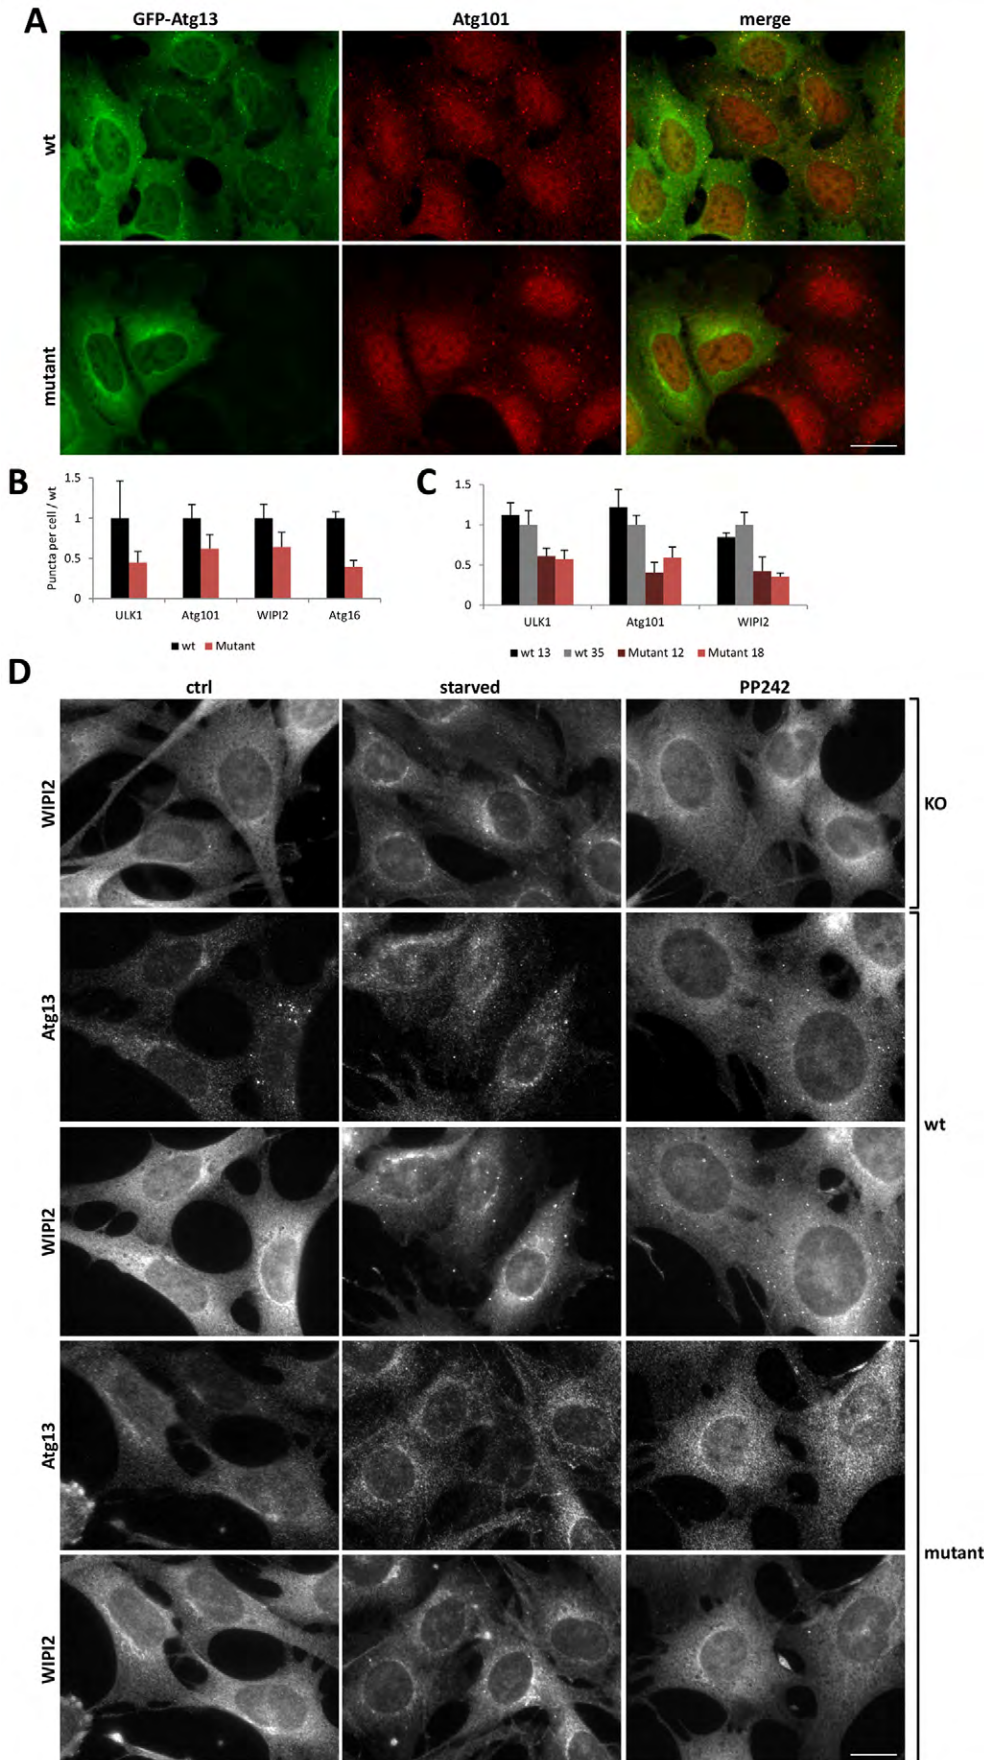 A
GFP-Atg13 Atg101 merge
wt
mutant
B
Puncta per cell / wt
1.5
1
0.5
0
ULK1 Atg101 WIPI2 Atg16
wt Mutant
C
1.5
1
0.5
0
ULK1 Atg101 WIPI2
wt 13 wt 35 Mutant 12 Mutant 18
D
ctrl starved PP242
WIPI2
KO
Atg13
wt
WIPI2
Atg13
mutant
WIPI2